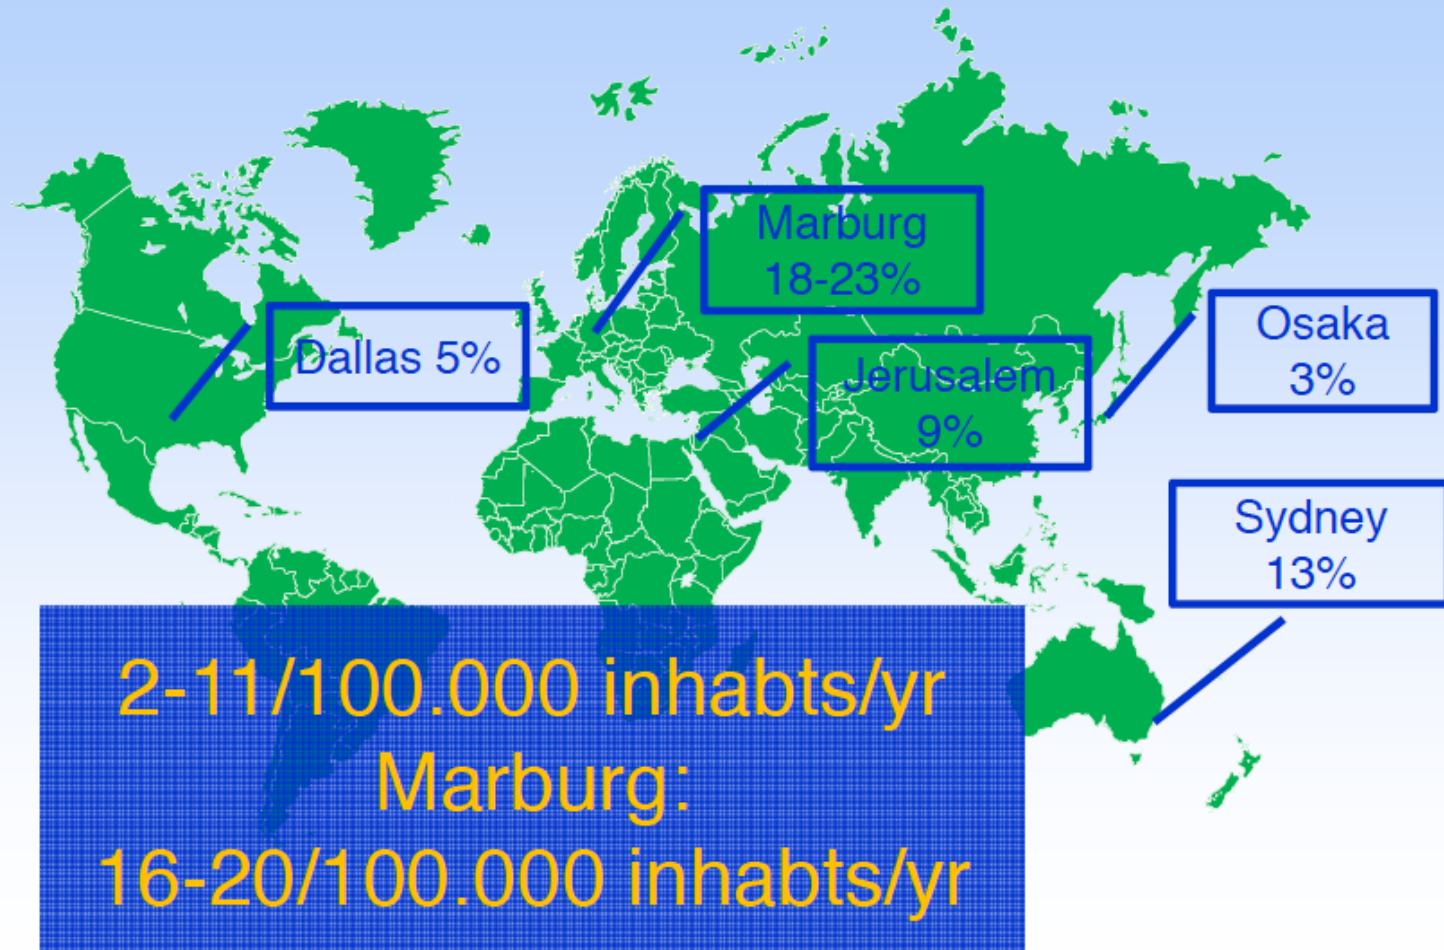 Marburg
18-23%
Dallas 5%
Osaka
3%
Jerusalem
9%
Sydney
13%
2-11/100.000 inhabts/yr
Marburg:
16-20/100.000 inhabts/yr